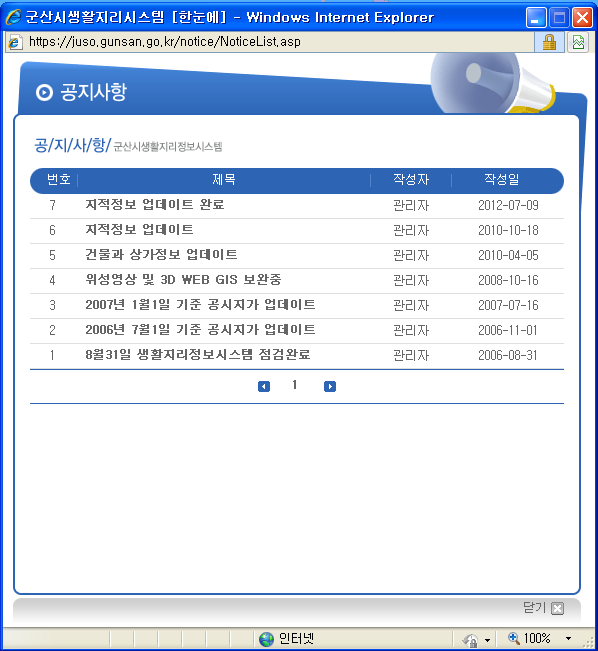 군산시생활지리시스템 [한눈에] - Windows Internet Explorer
https://juso.gunsan.go.kr/notice/NoticeList.asp
공지사항
공/지/사/항/ 군산시생활지리정보시스템
번호 제목 작성자 작성일
7 지적정보 업데이트 완료 관리자 2012-07-09
6 지적정보 업데이트 관리자 2010-10-18
5 건물과 상가정보 업데이트 관리자 2010-04-05
4 위성영상 및 3D WEB GIS 보완중 관리자 2008-10-16
3 2007년 1월1일 기준 공시지가 업데이트 관리자 2007-07-16
2 2006년 7월1일 기준 공시지가 업데이트 관리자 2006-11-01
1 8월31일 생활지리정보시스템 점검완료 관리자 2006-08-31
1
닫기
인터넷 100%